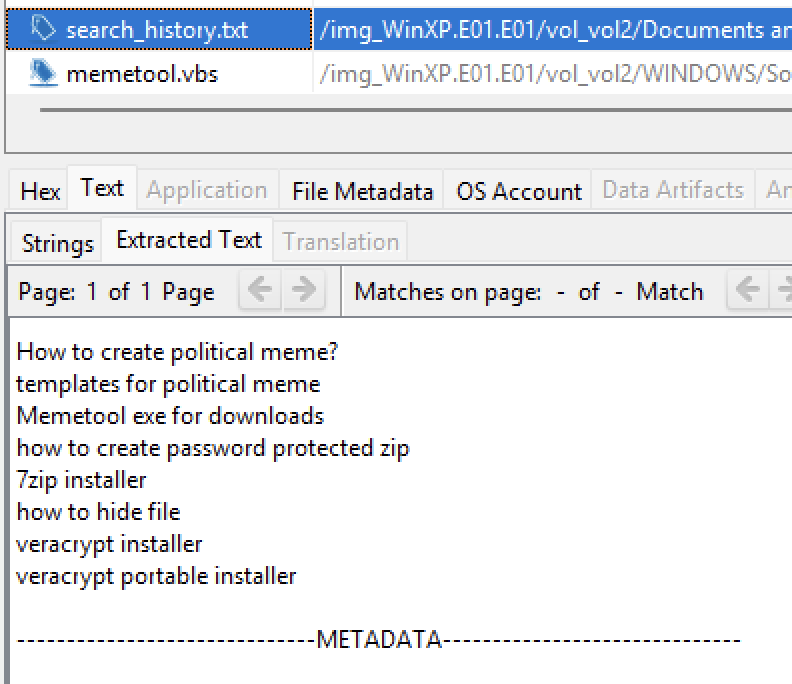 search_history.txt /img_WinXP.E01.E01/vol_vol2/Documents an
memetool.vbs /img_WinXP.E01.E01/vol_vol2/WINDOWS/So
Hex Text Application File Metadata OS Account Data Artifacts An
Strings Extracted Text Translation
Page: 1 of 1 Page Matches on page: - of - Match
How to create political meme?
templates for political meme
Memetool exe for downloads
how to create password protected zip
7zip installer
how to hide file
veracrypt installer
veracrypt portable installer
------------------------------METADATA------------------------------